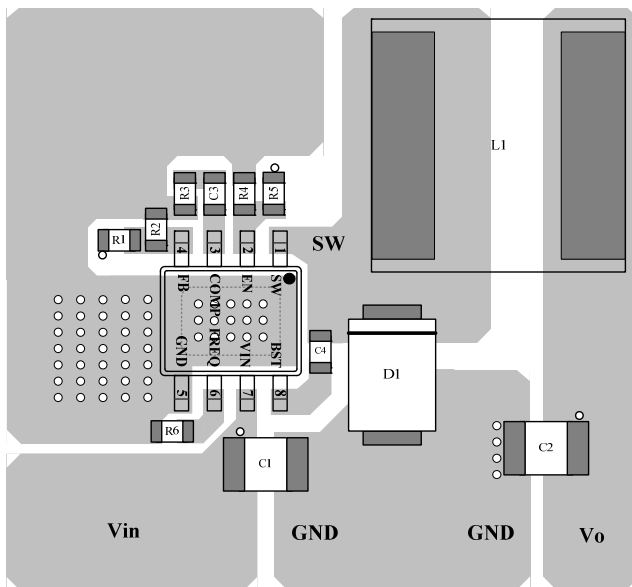 L1
R3
C3
R4
R5
R1
R2
SW
4
3
2
1
FB
COMP
EN
SW
GND
FREQ
VIN
BST
5
6
7
8
C4
D1
R6
C1
C2
Vin
GND
GND
Vo